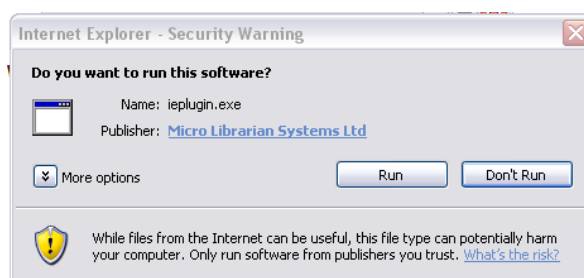 Internet Explorer - Security Warning
Do you want to run this software?
Name: ieplugin.exe
Publisher: Micro Librarian Systems Ltd
More options
Run
Don't Run
While files from the Internet can be useful, this file type can potentially harm
your computer. Only run software from publishers you trust. What's the risk?